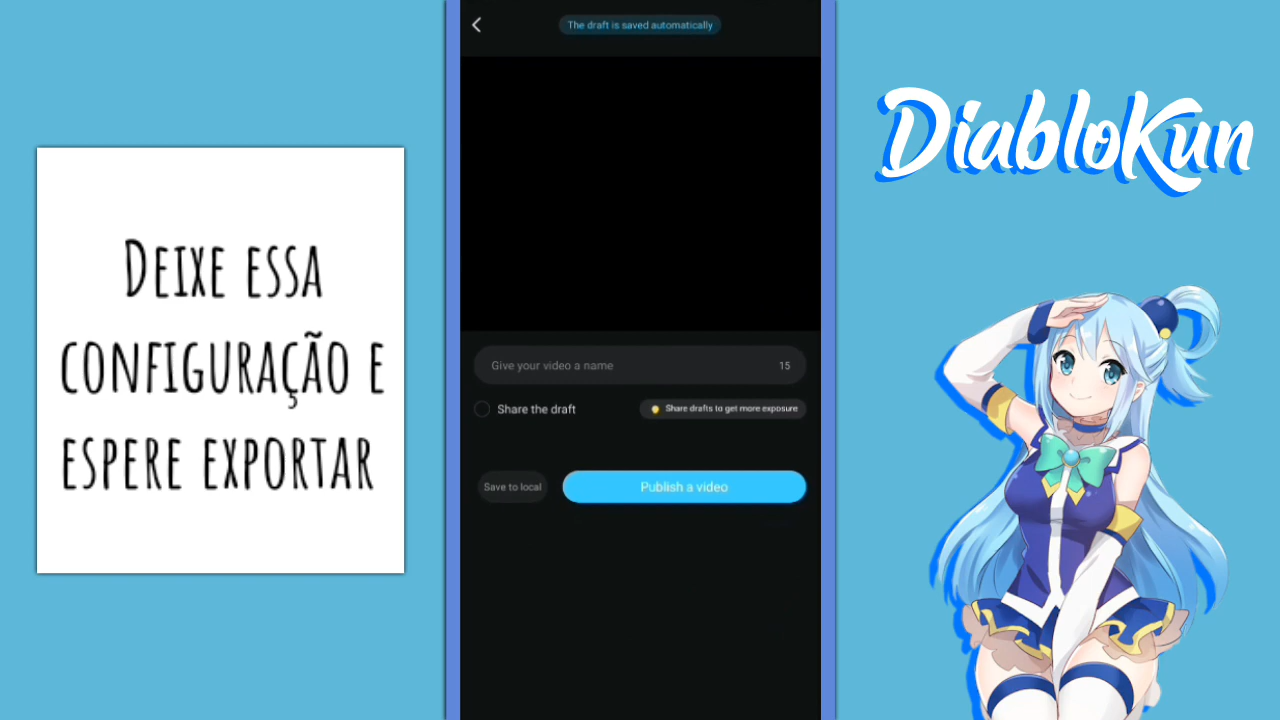 Deixe essa
configuração e
espere exportar
The draft is saved automatically
Give your video a name 15
Share the draft
Share drafts to get more exposure
Save to local
Publish a video
DiabloKun